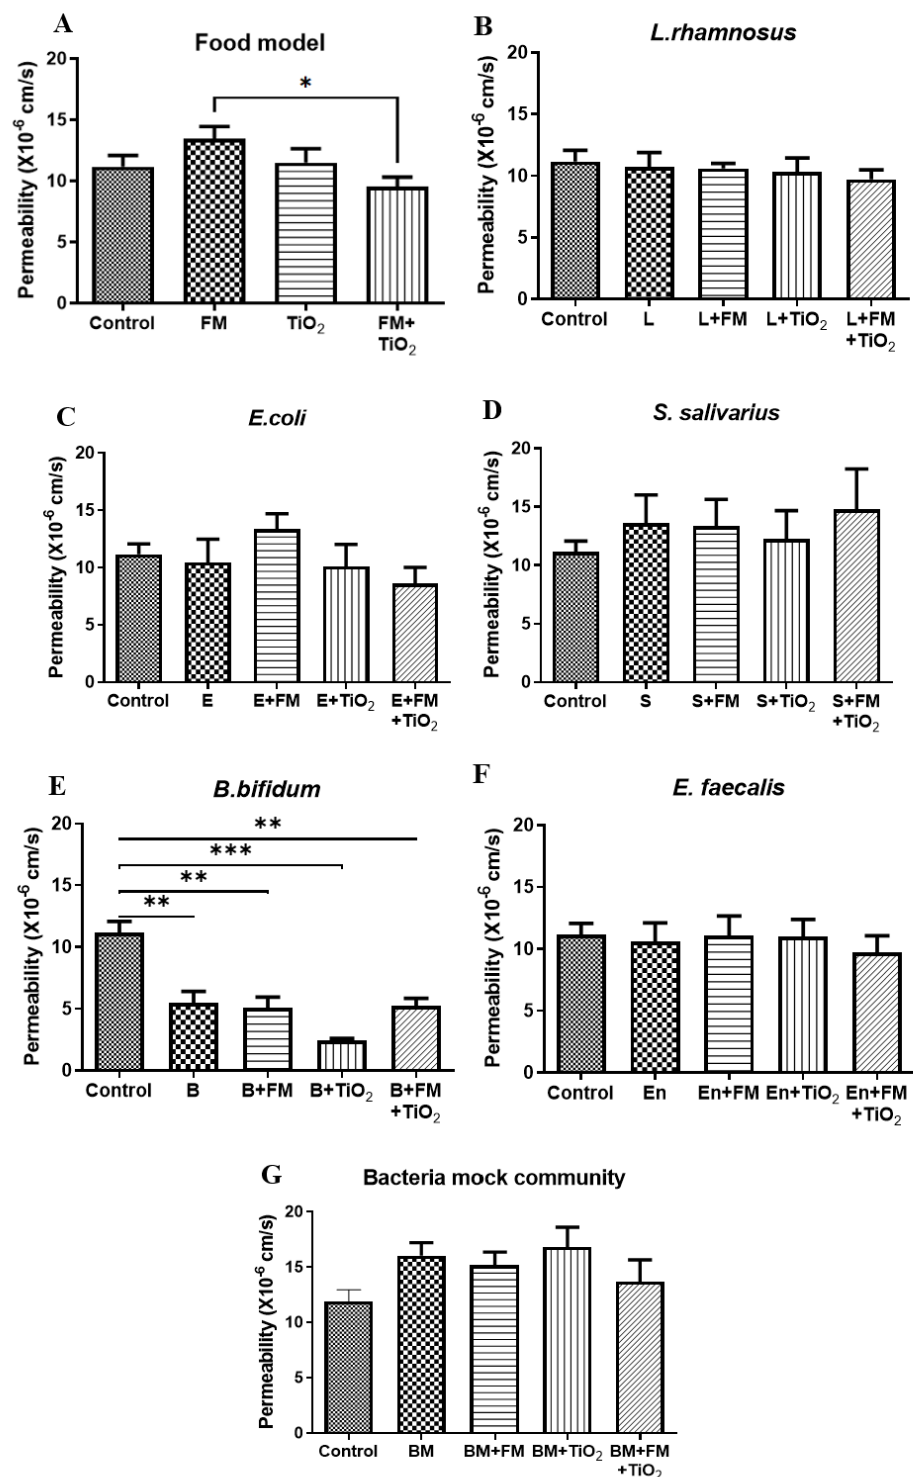 A
Food model
Permeability (X10-6 cm/s)
20
15
10
5
0
*
Control FM TiO2 FM+
TiO2
B
L.rhamnosus
Permeability (X10-6 cm/s)
20
15
10
5
0
Control L L+FM L+TiO2 L+FM
+TiO2
C
E.coli
Permeability (X10-6 cm/s)
20
15
10
5
0
Control E E+FM E+TiO2 E+FM
+TiO2
D
S. salivarius
Permeability (X10-6 cm/s)
20
15
10
5
0
Control S S+FM S+TiO2 S+FM
+TiO2
E
B.bifidum
Permeability (X10-6 cm/s)
20
15
10
5
0
**
***
**
**
Control B B+FM B+TiO2 B+FM
+TiO2
F
E. faecalis
Permeability (X10-6 cm/s)
20
15
10
5
0
Control En En+FM En+TiO2 En+FM
+TiO2
G
Bacteria mock community
Permeability (X10-6 cm/s)
20
15
10
5
0
Control BM BM+FM BM+TiO2 BM+FM
+TiO2